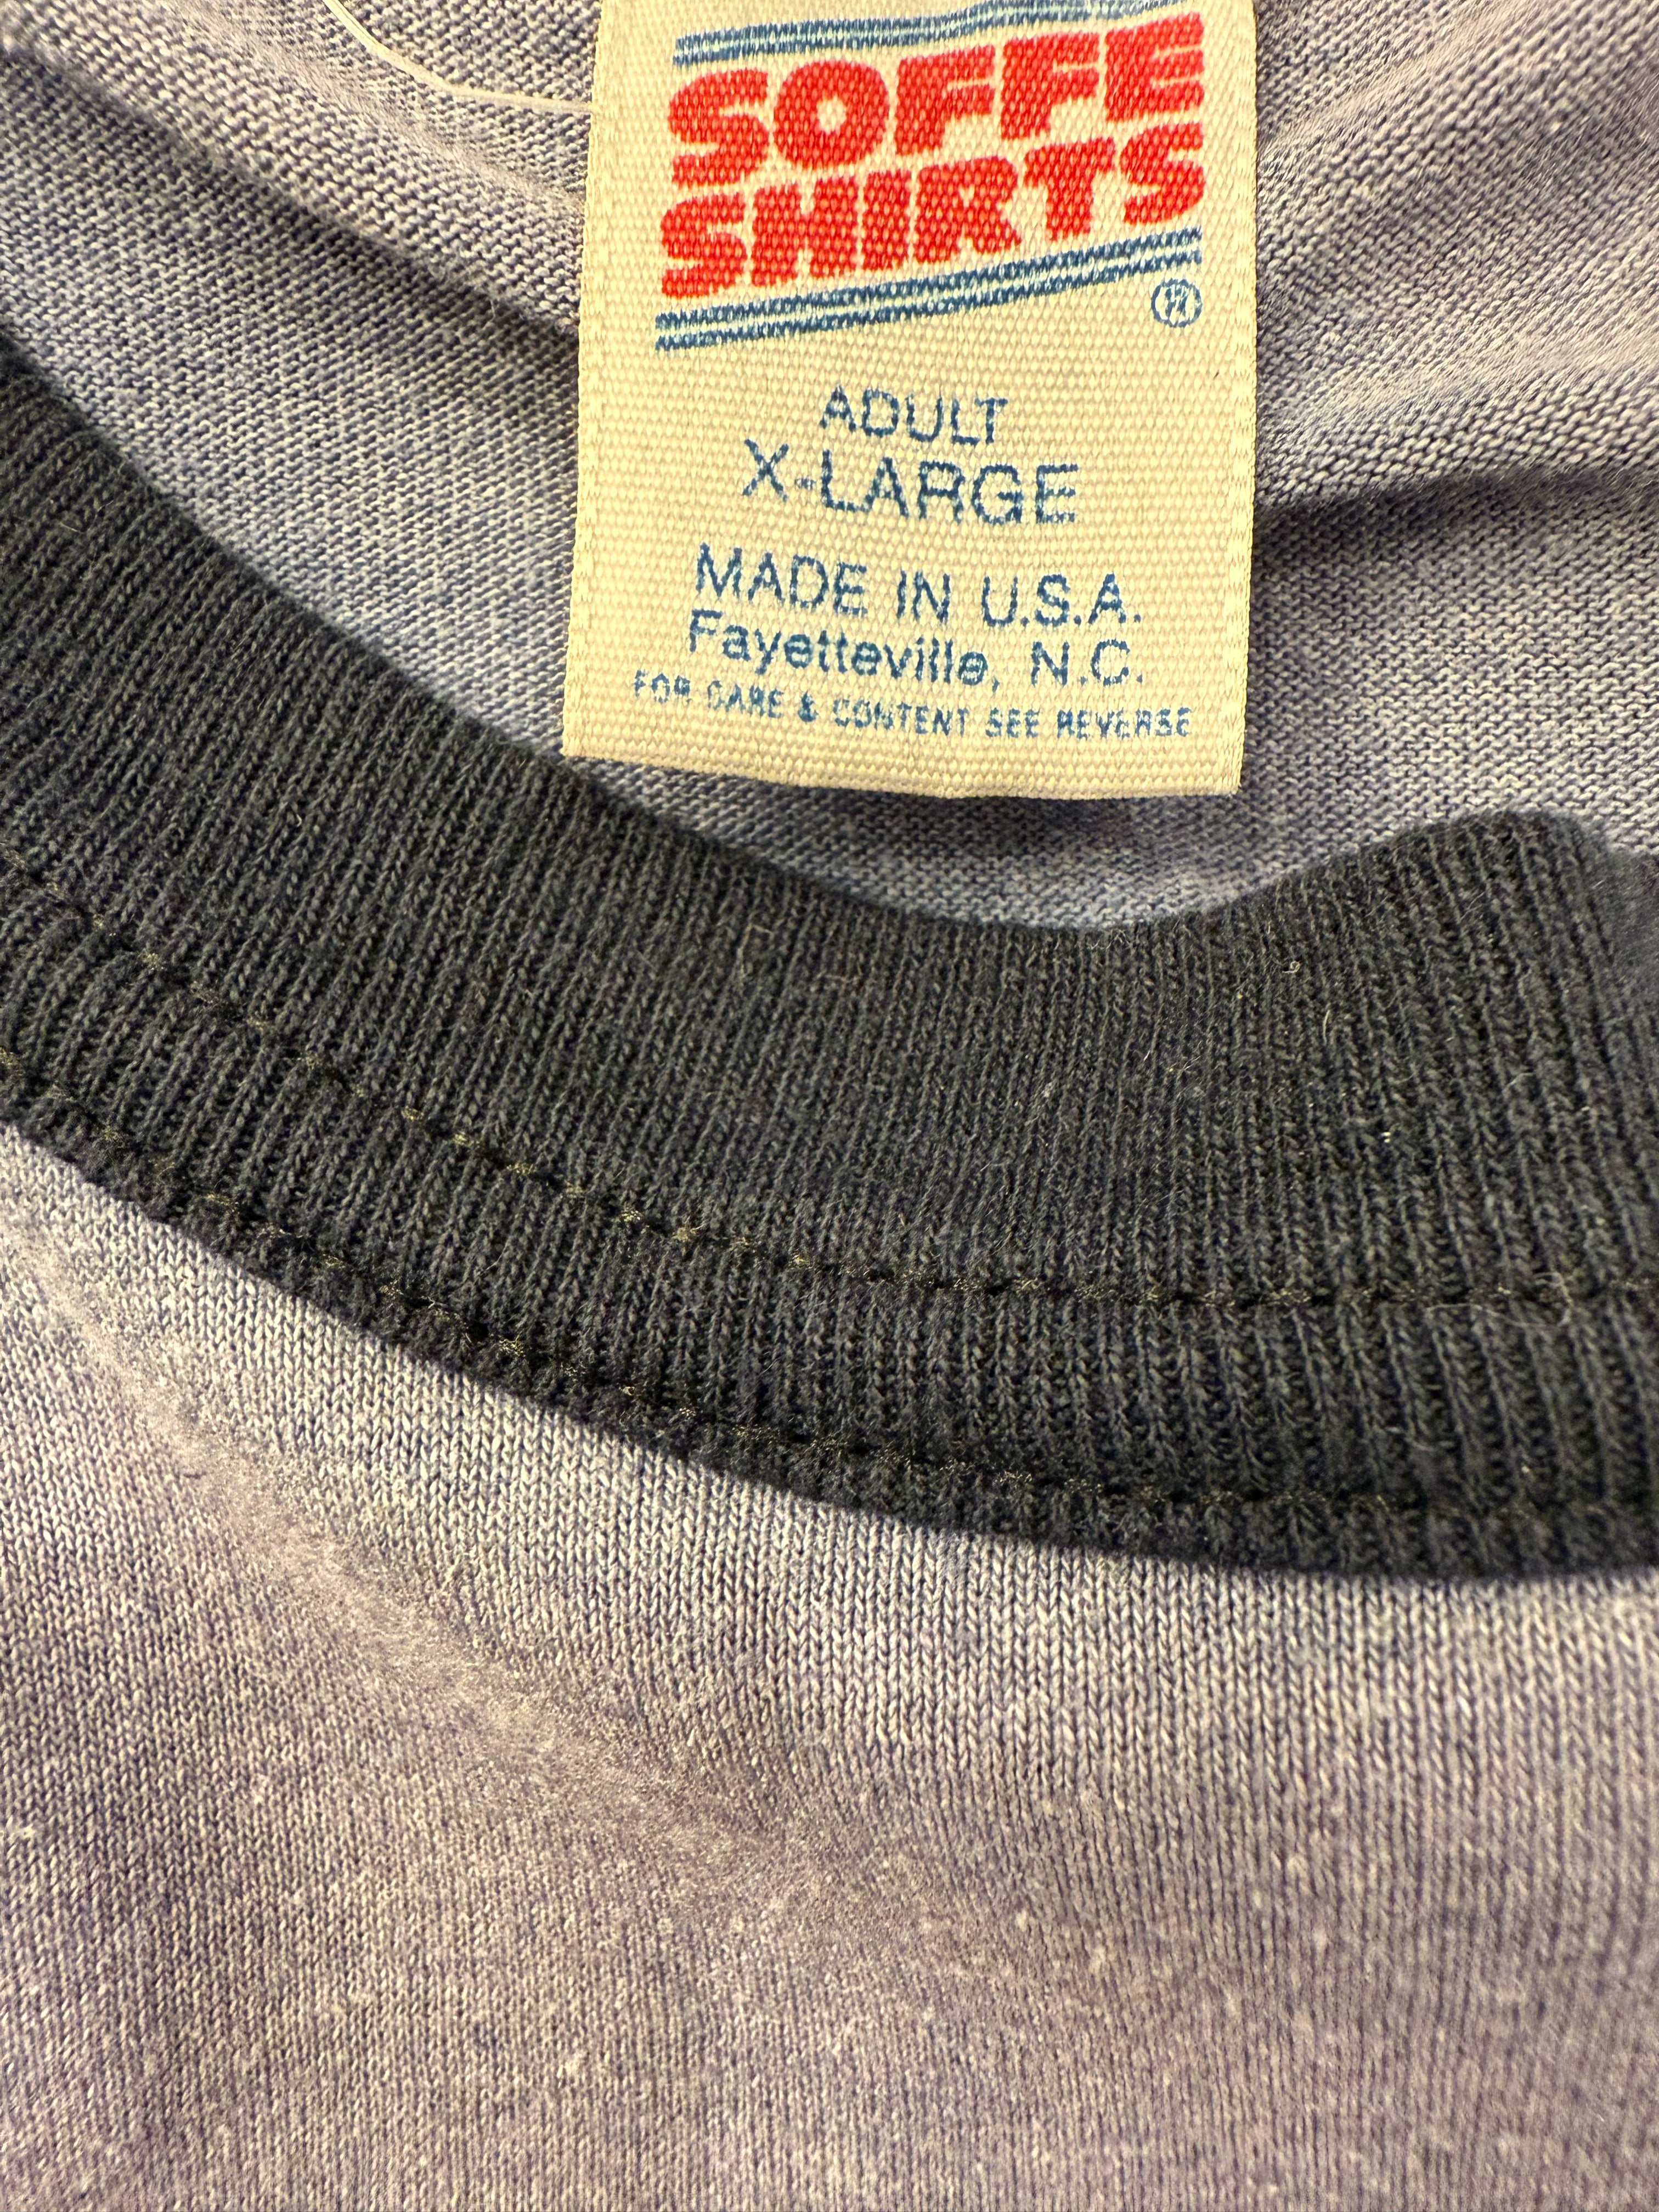 SOFFE
SHIRTS
®
ADULT
X-LARGE
MADE IN U.S.A.
Fayetteville, N.C.
FOR CARE & CONTENT SEE REVERSE